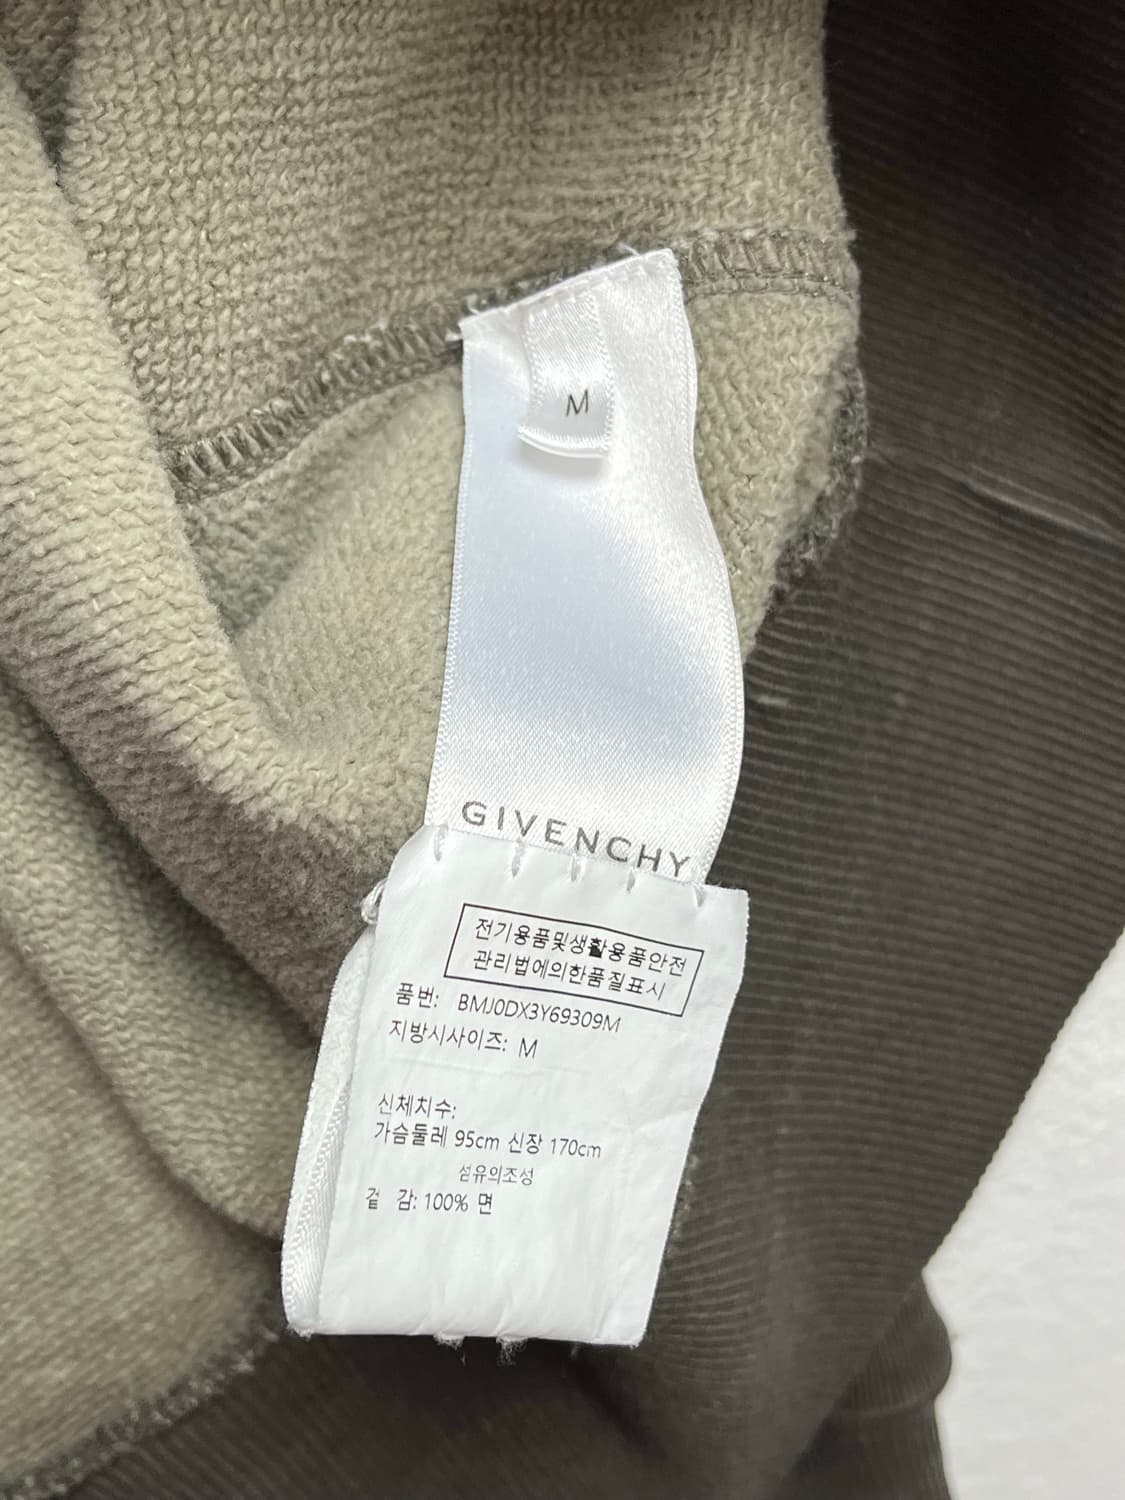 M
GIVENCHY
전기용품및생활용품안전
관리법에의한품질표시
품번: BMJ0DX3Y69309M
지방시사이즈: M
신체치수:
가슴둘레 95cm 신장 170cm
섬유의조성
겉 감: 100% 면